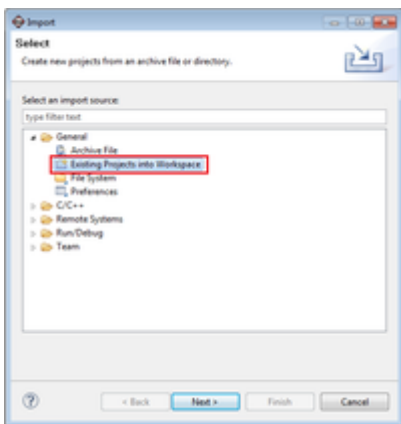 Import
Select
Create new projects from an archive file or directory.
Select an import source:
type filter text
General
Archive File
Existing Projects into Workspace
File System
Preferences
C/C++
Remote Systems
Run/Debug
Team
?
< Back Next > Finish Cancel